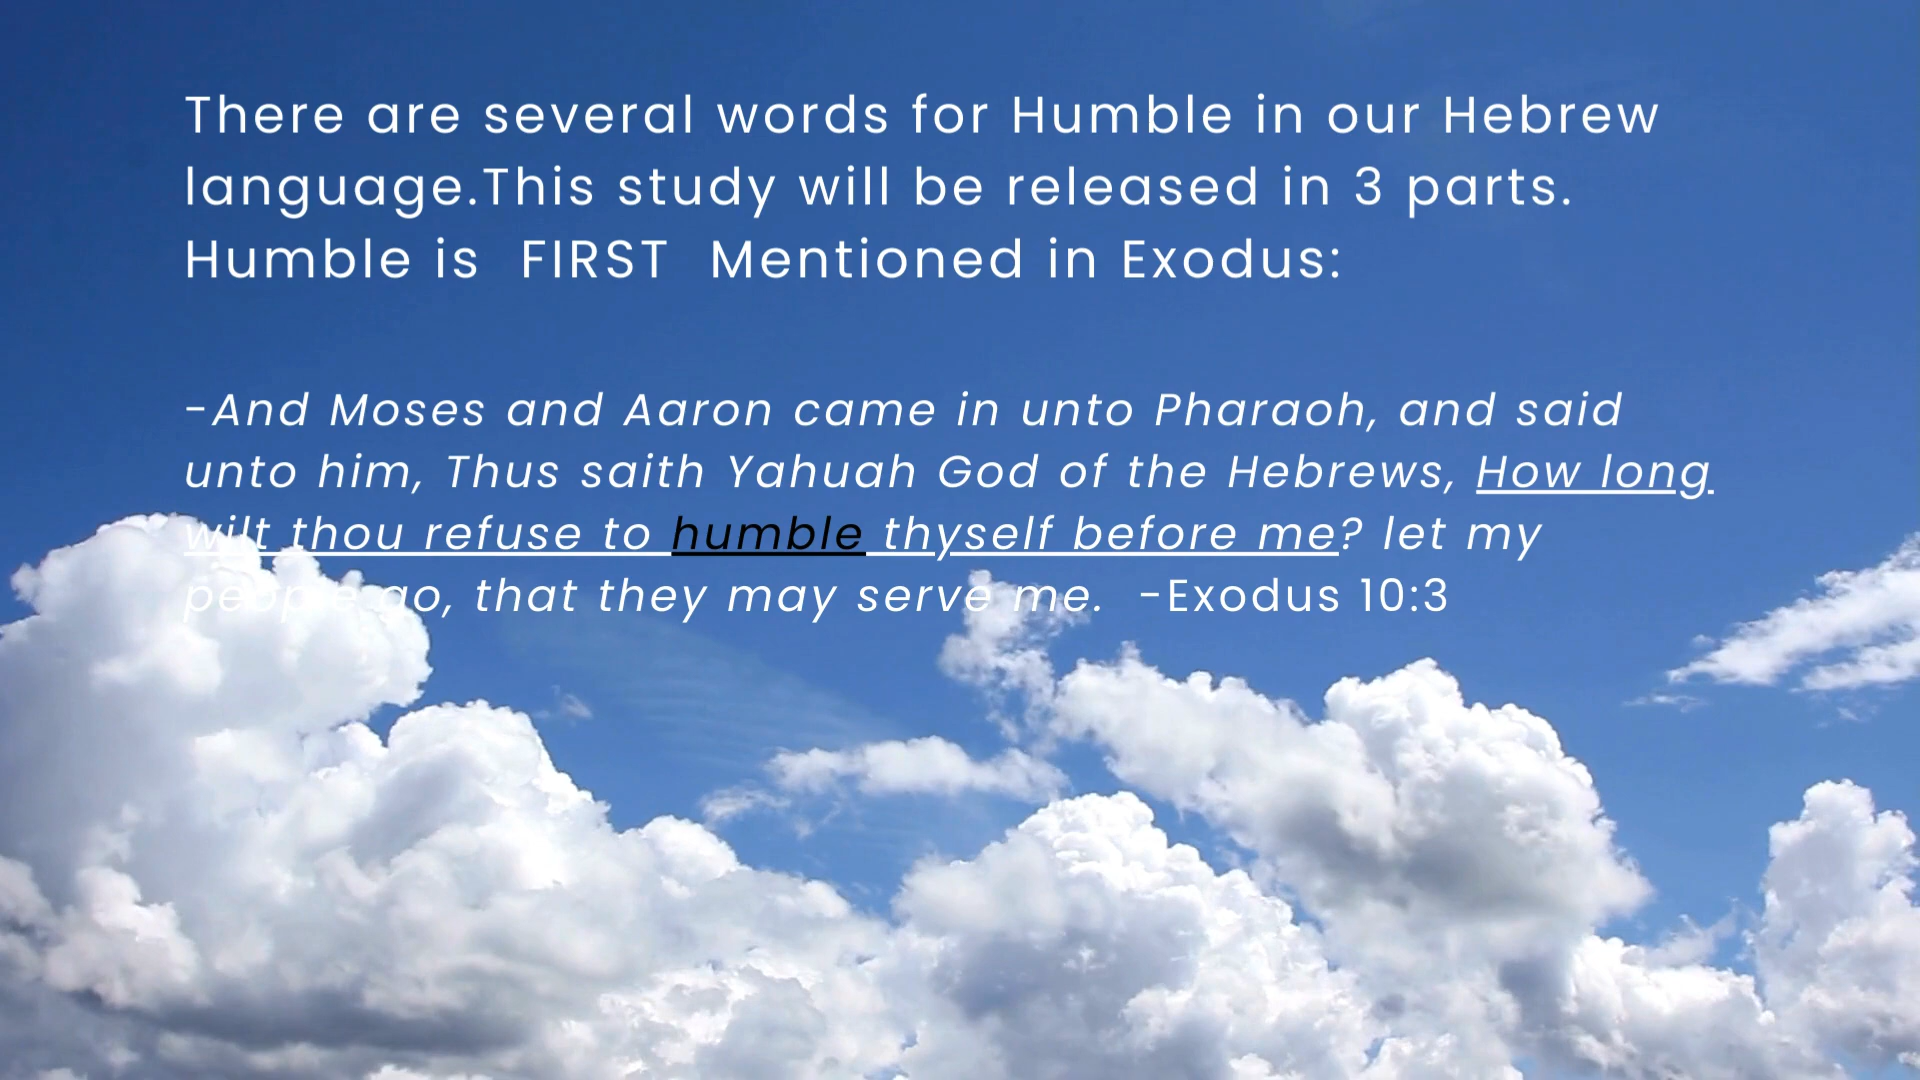 There are several words for Humble in our Hebrew
language.This study will be released in 3 parts.
Humble is  FIRST  Mentioned in Exodus:
-And Moses and Aaron came in unto Pharaoh, and said
unto him, Thus saith Yahuah God of the Hebrews, How long
wilt thou refuse to humble thyself before me? let my
people go, that they may serve me.  -Exodus 10:3